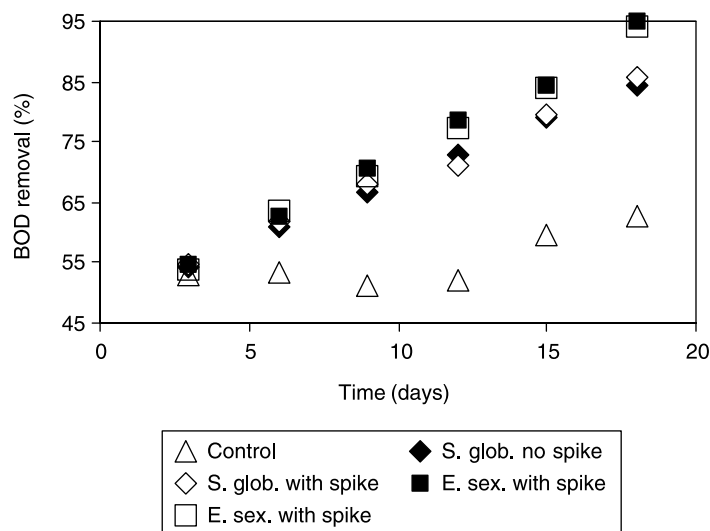 95
85
75
65
55
45
BOD removal (%)
0
5
10
15
20
Time (days)
Control
S. glob. no spike
S. glob. with spike
E. sex. with spike
E. sex. with spike